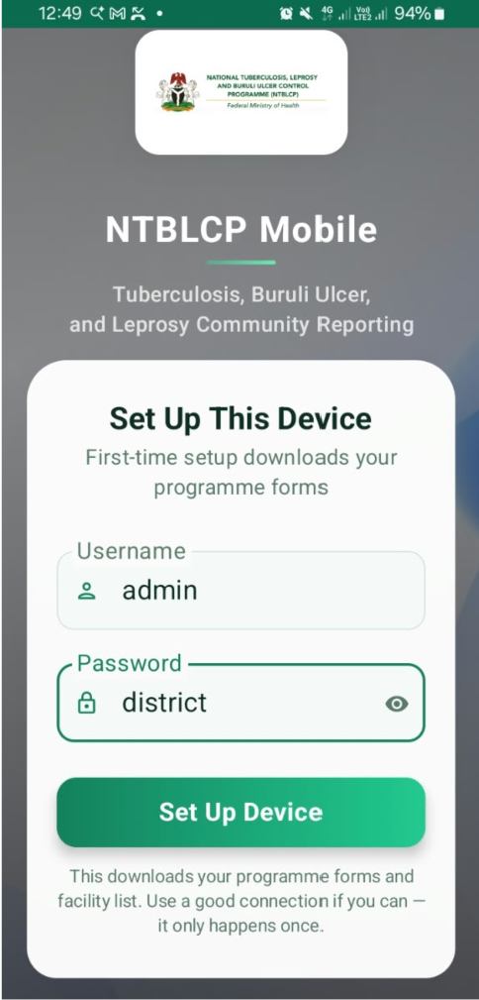 12:49
4G
Vo))
LTE2
94%
NATIONAL TUBERCULOSIS, LEPROSY
AND BURULI ULCER CONTROL
PROGRAMME (NTBLCP)
Federal Ministry of Health
NTBLCP Mobile
Tuberculosis, Buruli Ulcer,
and Leprosy Community Reporting
Set Up This Device
First-time setup downloads your
programme forms
Username
admin
Password
district
Set Up Device
This downloads your programme forms and
facility list. Use a good connection if you can —
it only happens once.